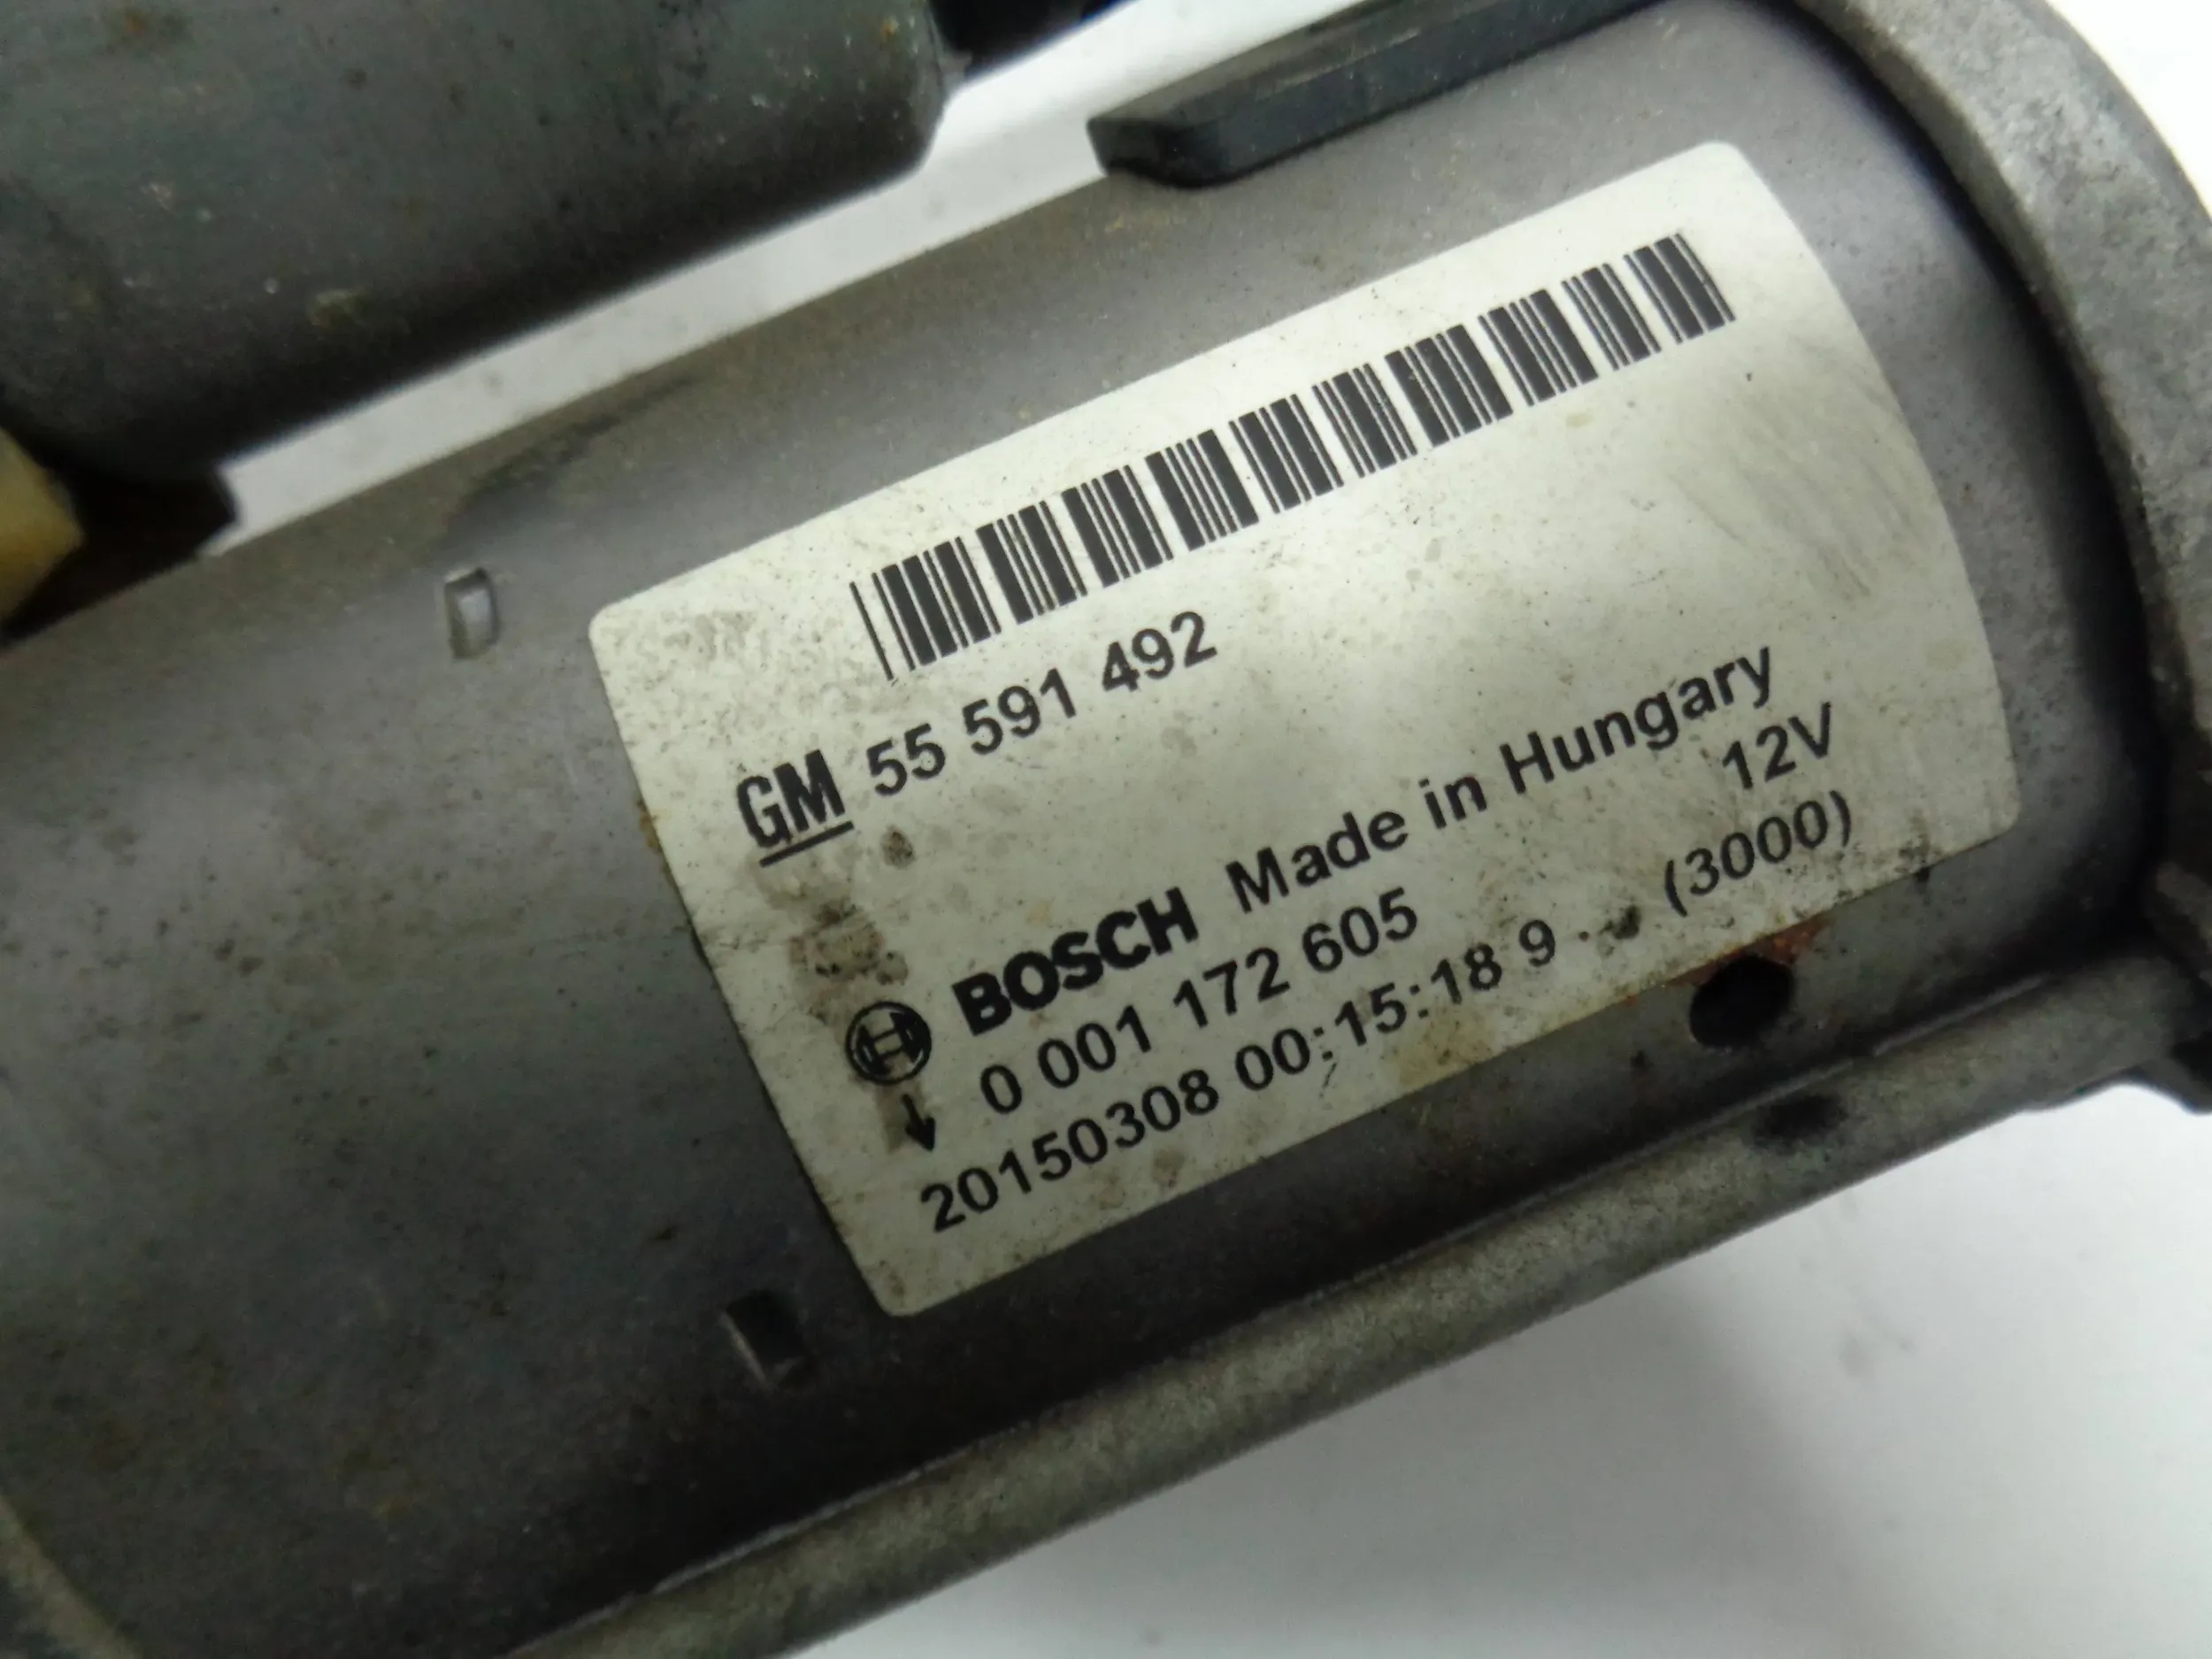 GM 55 591 492
BOSCH Made in Hungary
0 001 172 605 12V
20150308 00:15:18 9 (3000)